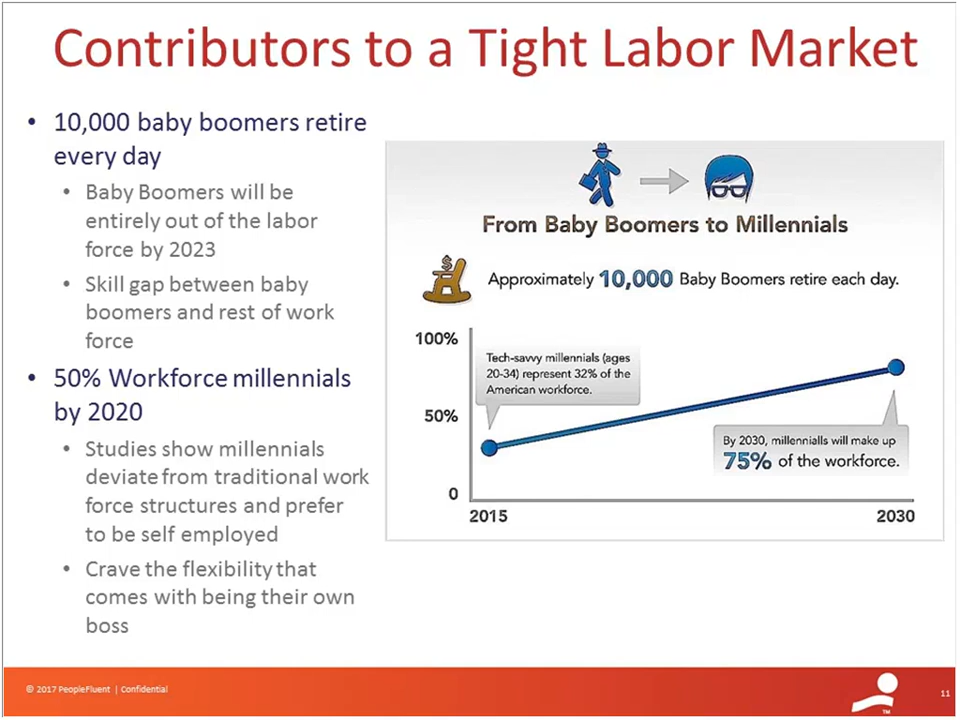 Contributors to a Tight Labor Market
• 10,000 baby boomers retire
every day
• Baby Boomers will be
entirely out of the labor
force by 2023
• Skill gap between baby
boomers and rest of work
force
• 50% Workforce millennials
by 2020
• Studies show millennials
deviate from traditional work
force structures and prefer
to be self employed
• Crave the flexibility that
comes with being their own
boss
From Baby Boomers to Millennials
$
Approximately 10,000 Baby Boomers retire each day.
100%
Tech-savvy millennials (ages
20-34) represent 32% of the
American workforce.
50%
By 2030, millennialls will make up
75% of the workforce.
0
2015
2030
© 2017 PeopleFluent | Confidential
TM
11